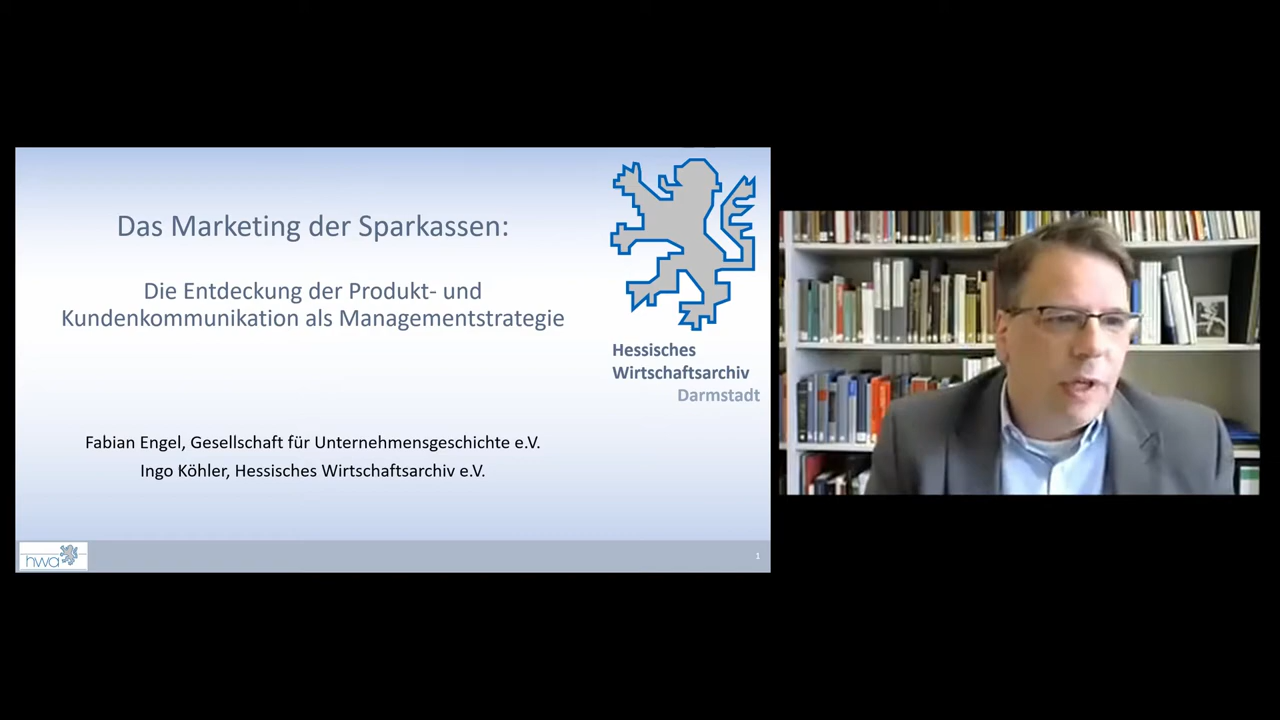 Das Marketing der Sparkassen:
Die Entdeckung der Produkt- und
Kundenkommunikation als Managementstrategie
Hessisches
Wirtschaftsarchiv
Darmstadt
Fabian Engel, Gesellschaft für Unternehmensgeschichte e.V.
Ingo Köhler, Hessisches Wirtschaftsarchiv e.V.
hwa
1